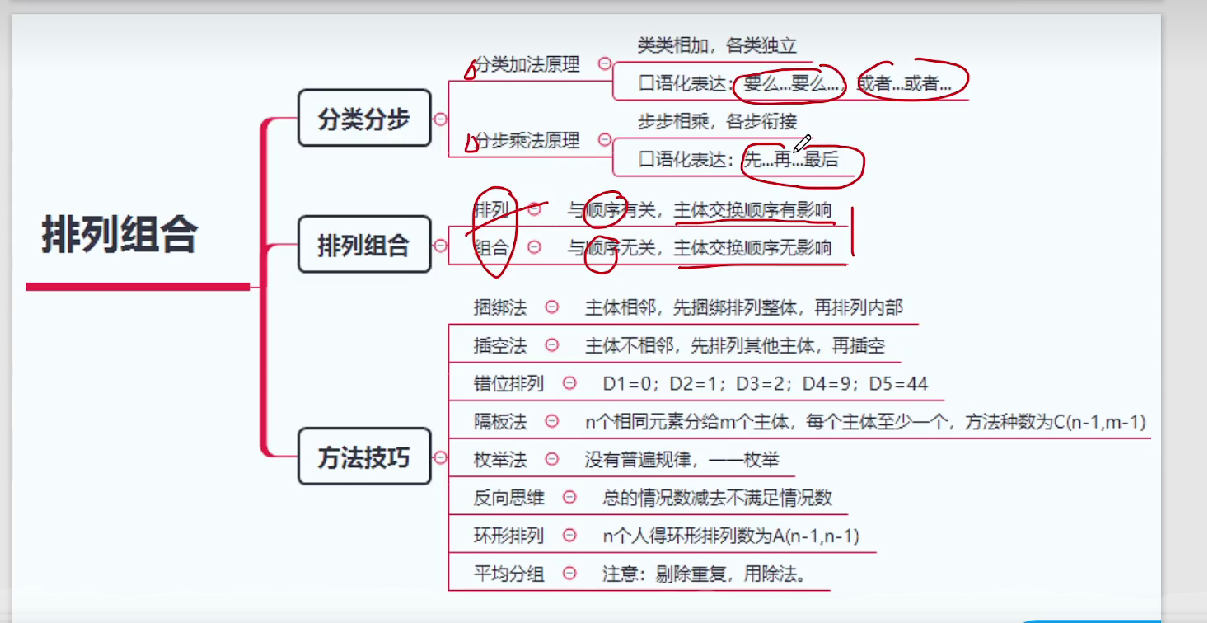 排列组合
分类分步
分类加法原理
类类相加，各类独立
口语化表达：要么...要么...，或者...或者...
分步乘法原理
步步相乘，各步衔接
口语化表达：先...再...最后
排列组合
排列 与顺序有关，主体交换顺序有影响
组合 与顺序无关，主体交换顺序无影响
方法技巧
捆绑法 主体相邻，先捆绑排列整体，再排列内部
插空法 主体不相邻，先排列其他主体，再插空
错位排列 D1=0；D2=1；D3=2；D4=9；D5=44
隔板法 n个相同元素分给m个主体，每个主体至少一个，方法种数为C(n-1,m-1)
枚举法 没有普遍规律，一一枚举
反向思维 总的情况数减去不满足情况数
环形排列 n个人得环形排列数为A(n-1,n-1)
平均分组 注意：剔除重复，用除法。